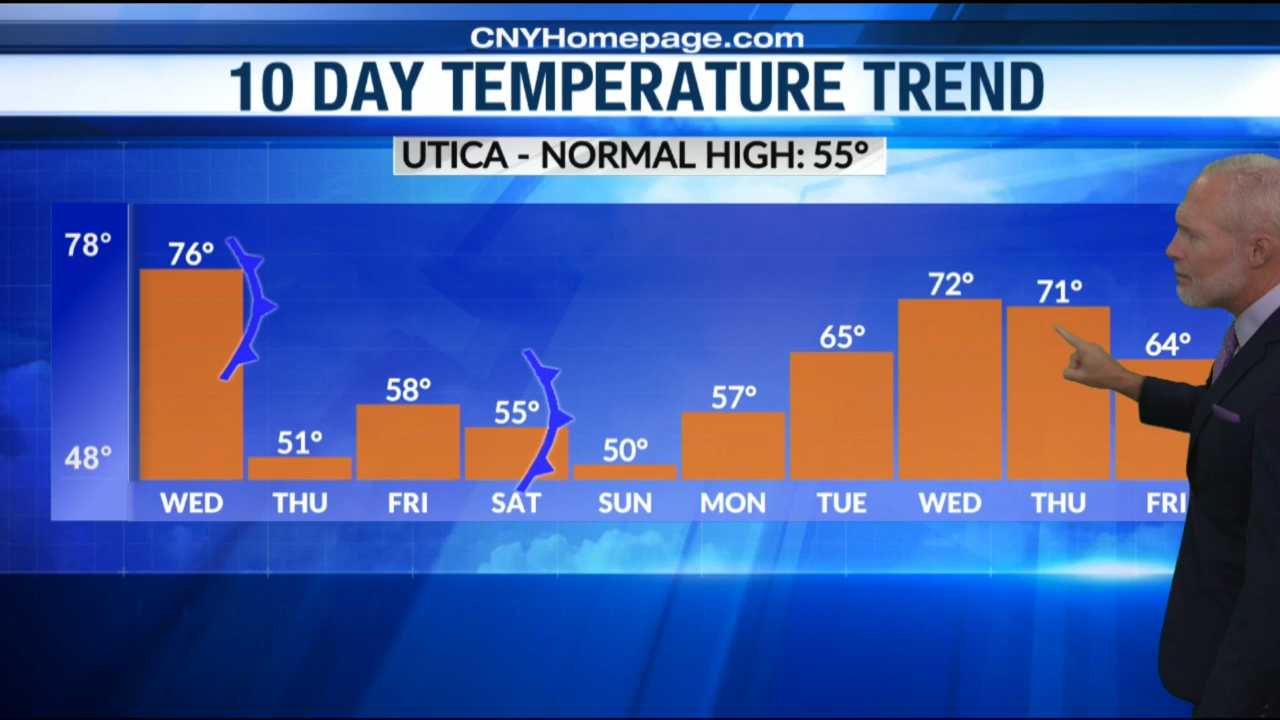 CNYHomepage.com
10 DAY TEMPERATURE TREND
UTICA - NORMAL HIGH: 55°
78°
48°
76° 51° 58° 55° 50° 57° 65° 72° 71° 64°
WED THU FRI SAT SUN MON TUE WED THU FRI